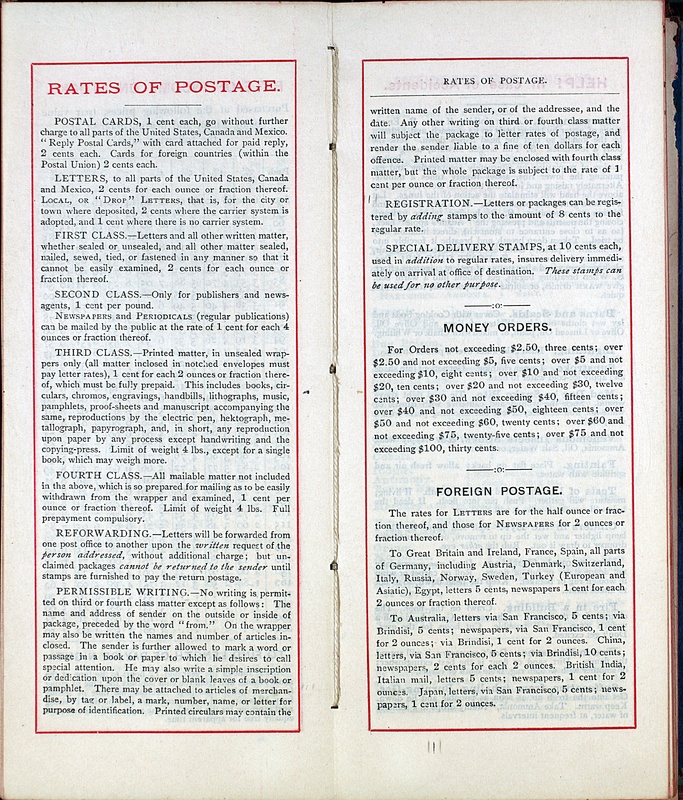 RATES OF POSTAGE.
POSTAL CARDS, 1 cent each, go without further
charge to all parts of the United States, Canada and Mexico.
"Reply Postal Cards," with card attached for paid reply,
2 cents each. Cards for foreign countries (within the
Postal Union) 2 cents each.
LETTERS, to all parts of the United States, Canada
and Mexico, 2 cents for each ounce or fraction thereof.
LOCAL, OR "DROP" LETTERS, that is, for the city or
town where deposited, 2 cents where the carrier system is
adopted, and 1 cent where there is no carrier system.
FIRST CLASS.—Letters and all other written matter,
whether sealed or unsealed, and all other matter sealed,
nailed, sewed, tied, or fastened in any manner so that it
cannot be easily examined, 2 cents for each ounce or
fraction thereof.
SECOND CLASS.—Only for publishers and news-
agents, 1 cent per pound.
NEWSPAPERS and PERIODICALS (regular publications)
can be mailed by the public at the rate of 1 cent for each 4
ounces or fraction thereof.
THIRD CLASS.—Printed matter, in unsealed wrap-
pers only (all matter inclosed in notched envelopes must
pay letter rates), 1 cent for each 2 ounces or fraction there-
of, which must be fully prepaid. This includes books, cir-
culars, chromos, engravings, handbills, lithographs, music,
pamphlets, proof-sheets and manuscript accompanying the
same, reproductions by the electric pen, hektograph, me-
tallograph, papyrograph, and, in short, any reproduction
upon paper by any process except handwriting and the
copying-press. Limit of weight 4 lbs., except for a single
book, which may weigh more.
FOURTH CLASS.—All mailable matter not included
in the above, which is so prepared for mailing as to be easily
withdrawn from the wrapper and examined, 1 cent per
ounce or fraction thereof. Limit of weight 4 lbs. Full
prepayment compulsory.
REFORWARDING.—Letters will be forwarded from
one post office to another upon the written request of the
person addressed, without additional charge; but un-
claimed packages cannot be returned to the sender until
stamps are furnished to pay the return postage.
PERMISSIBLE WRITING.—No writing is permit-
ted on third or fourth class matter except as follows: The
name and address of sender on the outside or inside of
package, preceded by the word "from." On the wrapper
may also be written the names and number of articles in-
closed. The sender is further allowed to mark a word or
passage in a book or paper to which he desires to call
special attention. He may also write a simple inscription
or dedication upon the cover or blank leaves of a book or
pamphlet. There may be attached to articles of merchan-
dise, by tag or label, a mark, number, name, or letter for
purpose of identification. Printed circulars may contain the
RATES OF POSTAGE.
written name of the sender, or of the addressee, and the
date. Any other writing on third or fourth class matter
will subject the package to letter rates of postage, and
render the sender liable to a fine of ten dollars for each
offence. Printed matter may be enclosed with fourth class
matter, but the whole package is subject to the rate of 1
cent per ounce or fraction thereof.
REGISTRATION.—Letters or packages can be regis-
tered by adding stamps to the amount of 8 cents to the
regular rate.
SPECIAL DELIVERY STAMPS, at 10 cents each,
used in addition to regular rates, insures delivery immedi-
ately on arrival at office of destination. These stamps can
be used for no other purpose.
:o:
MONEY ORDERS.
For Orders not exceeding $2.50, three cents; over
$2.50 and not exceeding $5, five cents; over $5 and not
exceeding $10, eight cents; over $10 and not exceeding
$20, ten cents; over $20 and not exceeding $30, twelve
cents; over $30 and not exceeding $40, fifteen cents;
over $40 and not exceeding $50, eighteen cents; over
$50 and not exceeding $60, twenty cents; over $60 and
not exceeding $75, twenty-five cents; over $75 and not
exceeding $100, thirty cents.
:o:
FOREIGN POSTAGE.
The rates for LETTERS are for the half ounce or frac-
tion thereof, and those for NEWSPAPERS for 2 ounces or
fraction thereof.
To Great Britain and Ireland, France, Spain, all parts
of Germany, including Austria, Denmark, Switzerland,
Italy, Russia, Norway, Sweden, Turkey (European and
Asiatic), Egypt, letters 5 cents, newspapers 1 cent for each
2 ounces or fraction thereof.
To Australia, letters via San Francisco, 5 cents; via
Brindisi, 5 cents; newspapers, via San Francisco, 1 cent
for 2 ounces; via Brindisi, 1 cent for 2 ounces. China,
letters, via San Francisco, 5 cents; via Brindisi, 10 cents;
newspapers, 2 cents for each 2 ounces. British India,
Italian mail, letters 5 cents; newspapers, 1 cent for 2
ounces. Japan, letters, via San Francisco, 5 cents; news-
papers, 1 cent for 2 ounces.